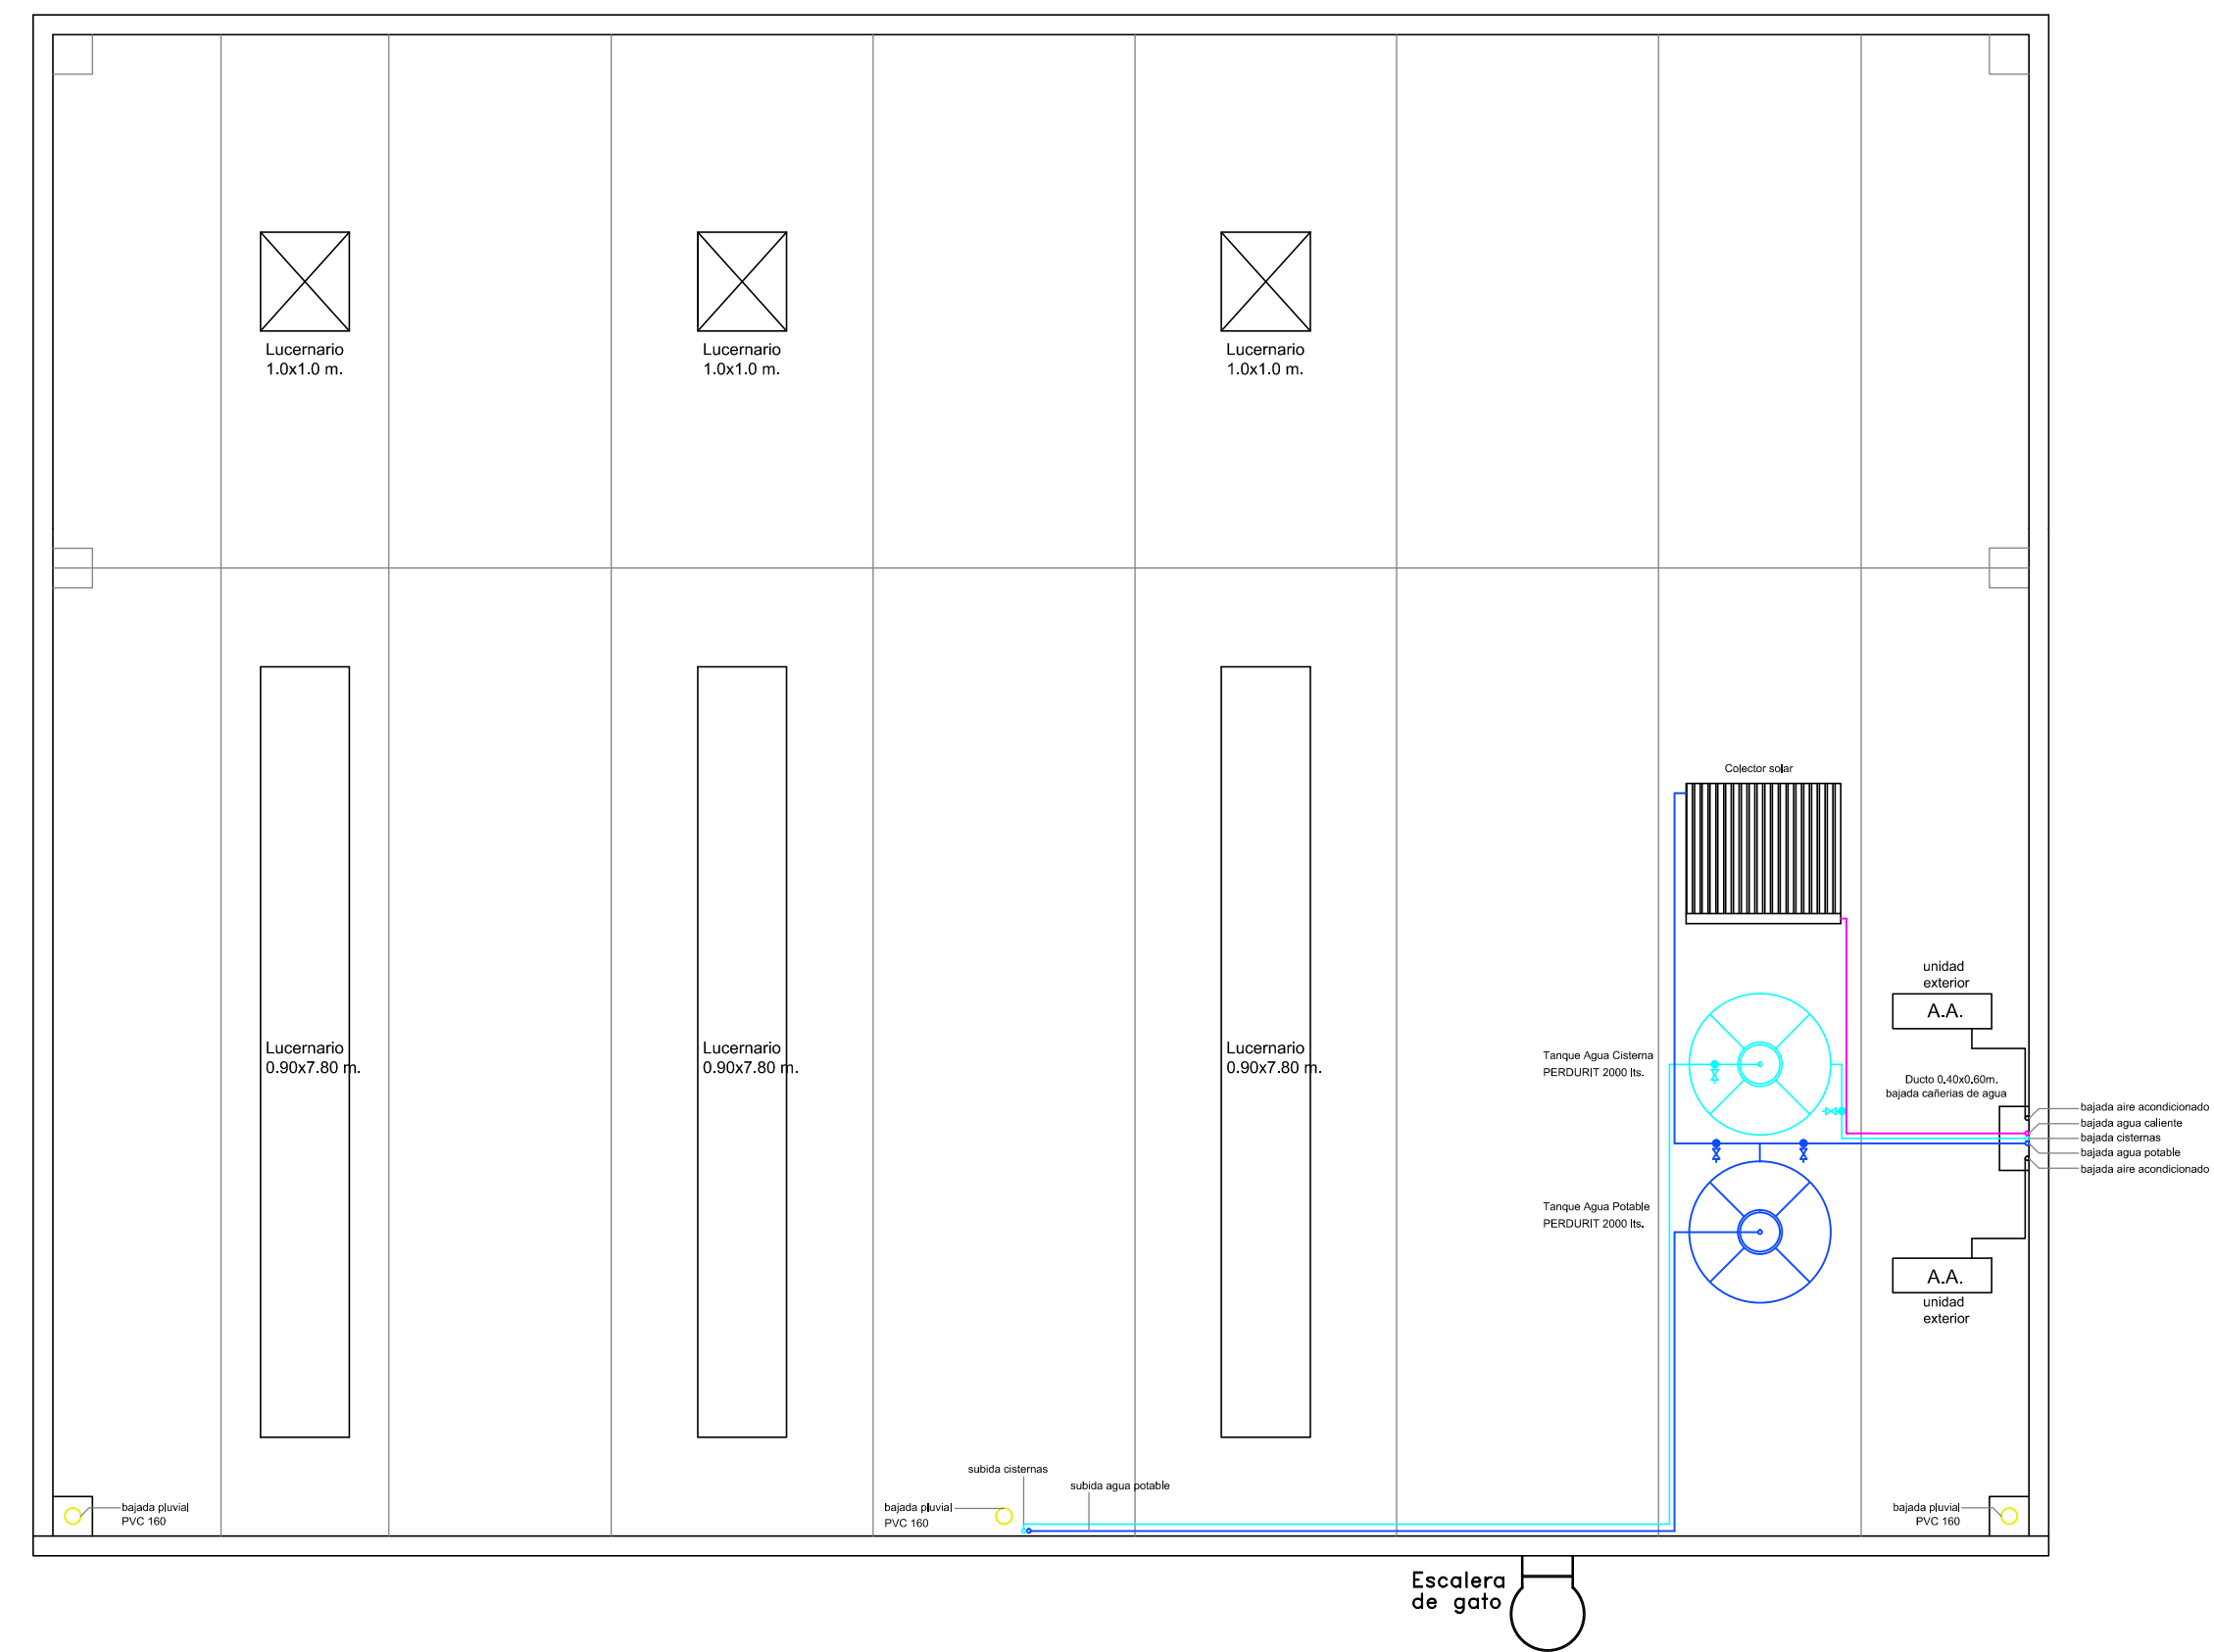 Lucernario
1.0x1.0 m.
Lucernario
1.0x1.0 m.
Lucernario
1.0x1.0 m.
Colector solar
unidad
exterior
A.A.
Lucernario
0.90x7.80 m.
Lucernario
0.90x7.80 m.
Lucernario
0.90x7.80 m.
Tanque Agua Cisterna
PERDURIT 2000 lts.
Ducto 0.40x0.60m.
bajada cañerias de agua
bajada aire acondicionado
bajada agua caliente
bajada cisternas
bajada agua potable
bajada aire acondicionado
Tanque Agua Potable
PERDURIT 2000 lts.
A.A.
unidad
exterior
subida cisternas
subida agua potable
bajada pluvial
PVC 160
bajada pluvial
PVC 160
bajada pluvial
PVC 160
Escalera
de gato